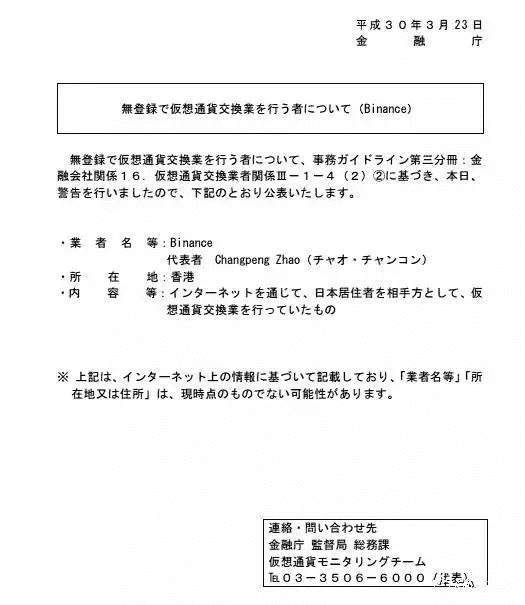 平成30年3月23日
金融庁
無登録で仮想通貨交換業を行う者について（Binance）
無登録で仮想通貨交換業を行う者について、事務ガイドライン第三分冊：金
融会社関係１６．仮想通貨交換業者関係Ⅲ－１－４（２）②に基づき、本日、
警告を行いましたので、下記のとおり公表いたします。
・業者名等：Binance
代表者　Changpeng Zhao（チャオ・チャンコン）
・所在地：香港
・内容等：インターネットを通じて、日本居住者を相手方として、仮
想通貨交換業を行っていたもの
※ 上記は、インターネット上の情報に基づいて記載しており、「業者名等」「所
在地又は住所」は、現時点のものでない可能性があります。
連絡・問い合わせ先
金融庁 監督局 総務課
仮想通貨モニタリングチーム
℡０３－３５０６－６０００（代表）